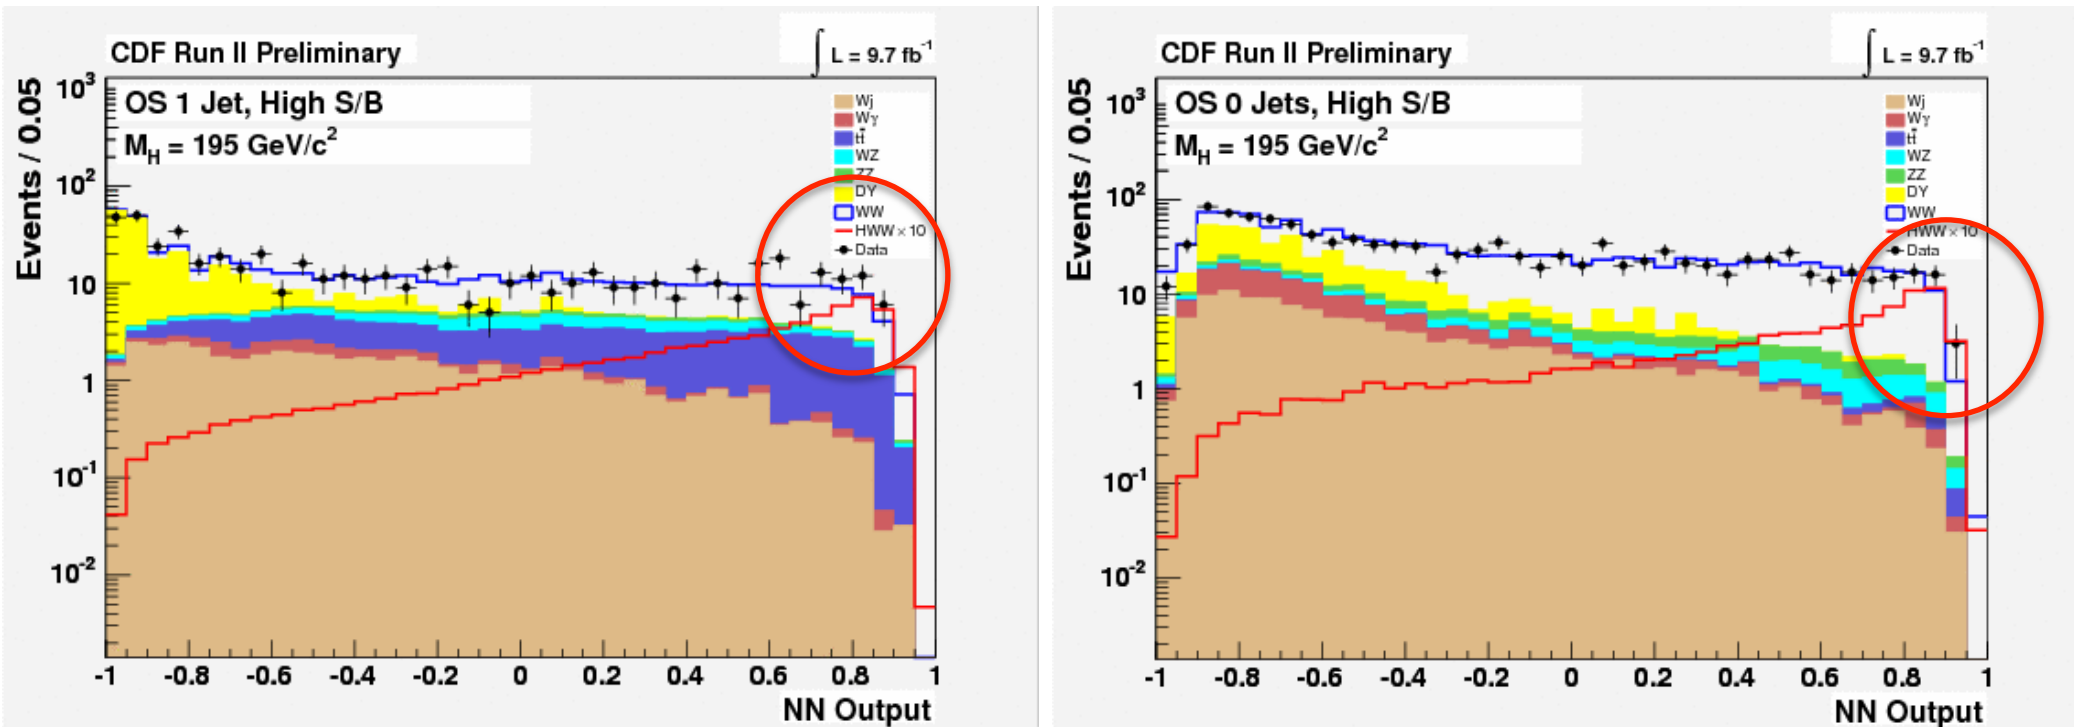 CDF Run II Preliminary
∫ L = 9.7 fb⁻¹
Events / 0.05
OS 1 Jet, High S/B
M_H = 195 GeV/c²
Wj
Wγ
tt̄
WZ
ZZ
DY
WW
HWW×10
Data
10³
10²
10
1
10⁻¹
10⁻²
-1 -0.8 -0.6 -0.4 -0.2 0 0.2 0.4 0.6 0.8 1
NN Output
CDF Run II Preliminary
∫ L = 9.7 fb⁻¹
Events / 0.05
OS 0 Jets, High S/B
M_H = 195 GeV/c²
Wj
Wγ
tt̄
WZ
ZZ
DY
WW
HWW×10
Data
10³
10²
10
1
10⁻¹
10⁻²
-1 -0.8 -0.6 -0.4 -0.2 0 0.2 0.4 0.6 0.8 1
NN Output